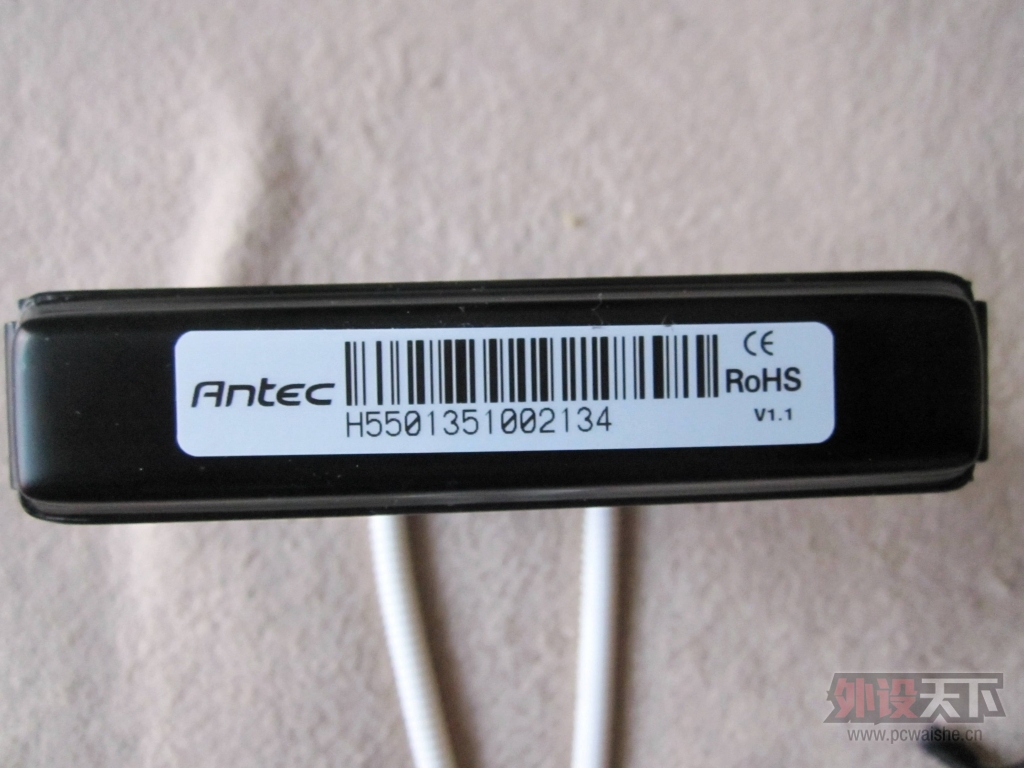 Antec
CE
RoHS
H5501351002134
V1.1
外设天下
www.pcwaishe.cn